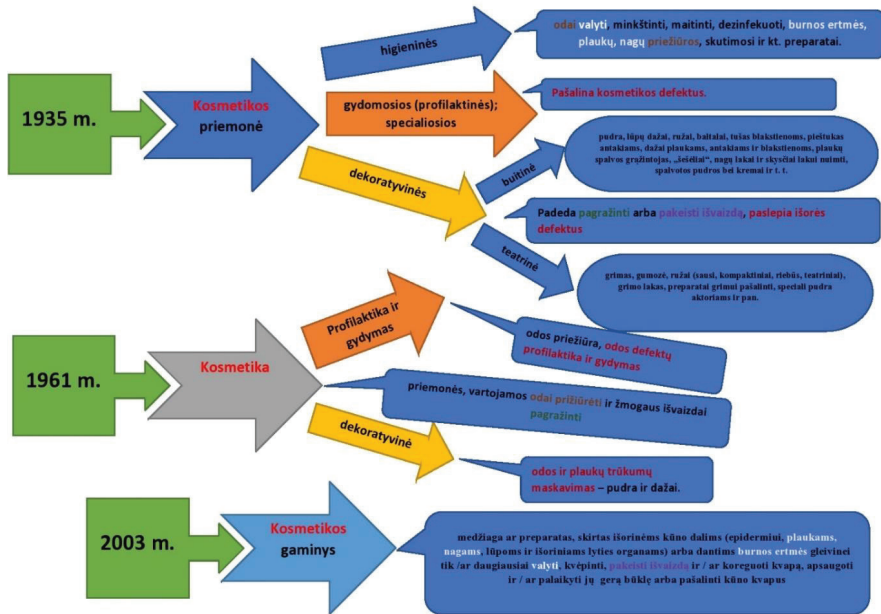 odai valyti, minkštinti, maitinti, dezinfekuoti, burnos ertmės,
plaukų, nagų priežiūros, skutimosi ir kt. preparatai.
higieninės
1935 m.
Kosmetikos
priemonė
gydomosios (profilaktinės);
specialiosios
Pašalina kosmetikos defektus.
dekoratyvinės
buitinė
pudra, lūpų dažai, ružai, baltalai, tušas blakstienoms, pieštukas
antakiams, dažai plaukams, antakiams ir blakstienoms, plaukų
spalvos grąžintojas, „šešėliai“, nagų lakai ir skysčiai lakui nuimti,
spalvotos pudros bei kremai ir t. t.
Padeda pagražinti arba pakeisti išvaizdą, paslepia išorės
defektus
teatrinė
grimas, gumozė, ružai (sausi, kompaktiniai, riebūs, teatriniai),
grimo lakas, preparatai grimui pašalinti, speciali pudra
aktoriams ir pan.
1961 m.
Kosmetika
Profilaktika ir
gydymas
odos priežiūra, odos defektų
profilaktika ir gydymas
priemonės, vartojamos odai prižiūrėti ir žmogaus išvaizdai
pagražinti
dekoratyvinė
odos ir plaukų trūkumų
maskavimas – pudra ir dažai.
2003 m.
Kosmetikos
gaminys
medžiaga ar preparatas, skirtas išorinėms kūno dalims (epidermiui, plaukams,
nagams, lūpoms ir išoriniams lyties organams) arba dantims burnos ertmės gleivinei
tik /ar daugiausiai valyti, kvėpinti, pakeisti išvaizdą ir / ar koreguoti kvapą, apsaugoti
ir / ar palaikyti jų gerą būklę arba pašalinti kūno kvapus